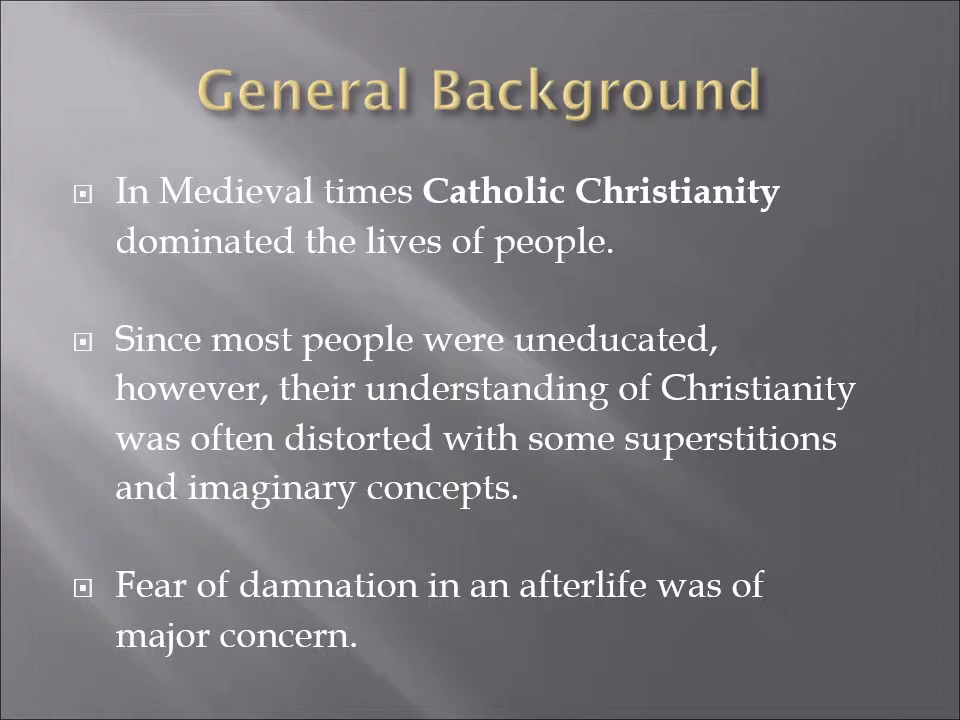 General Background
In Medieval times Catholic Christianity
dominated the lives of people.
Since most people were uneducated,
however, their understanding of Christianity
was often distorted with some superstitions
and imaginary concepts.
Fear of damnation in an afterlife was of
major concern.